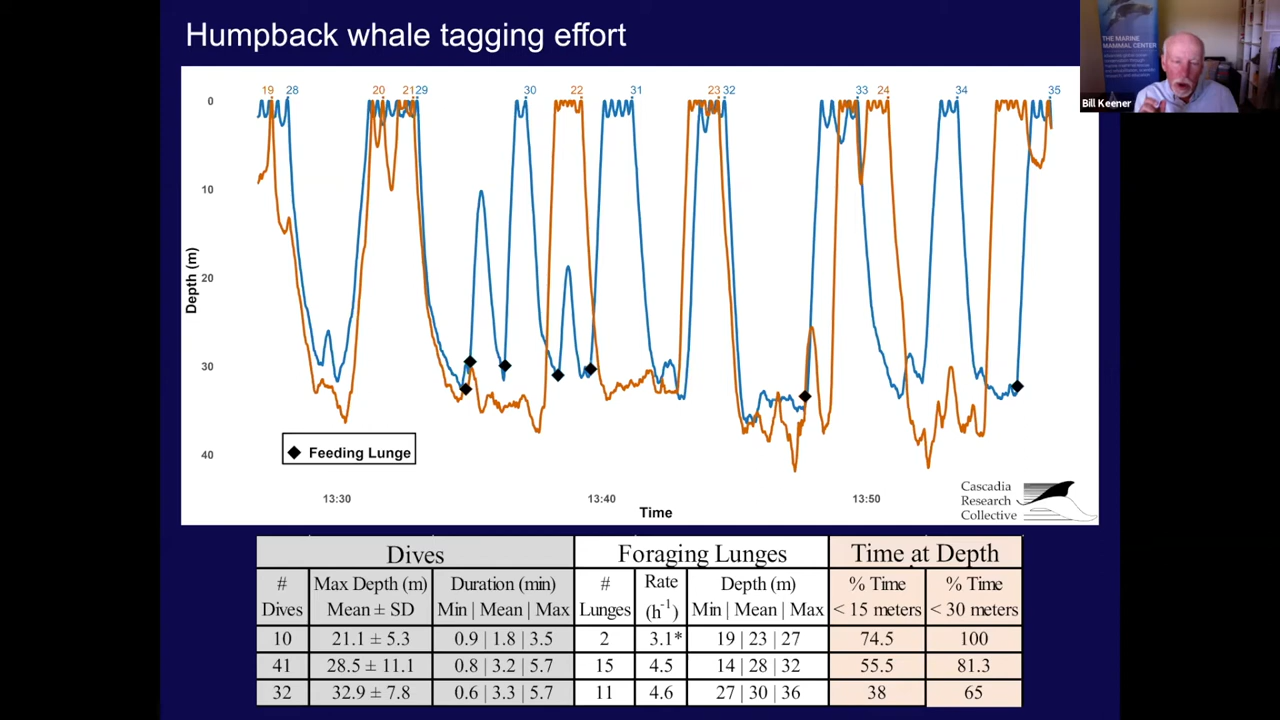 Humpback whale tagging effort
THE MARINE
MAMMAL CENTER
Bill Keener
19 28 20 21 29 30 22 31 23 32 33 24 34 35
0
10
20
30
40
Depth (m)
Feeding Lunge
13:30 13:40 13:50
Time
Cascadia
Research
Collective
Dives Foraging Lunges Time at Depth
# Max Depth (m) Duration (min) # Rate Depth (m) % Time % Time
Dives Mean ± SD Min | Mean | Max Lunges (h-1) Min | Mean | Max < 15 meters < 30 meters
10 21.1 ± 5.3 0.9 | 1.8 | 3.5 2 3.1* 19 | 23 | 27 74.5 100
41 28.5 ± 11.1 0.8 | 3.2 | 5.7 15 4.5 14 | 28 | 32 55.5 81.3
32 32.9 ± 7.8 0.6 | 3.3 | 5.7 11 4.6 27 | 30 | 36 38 65